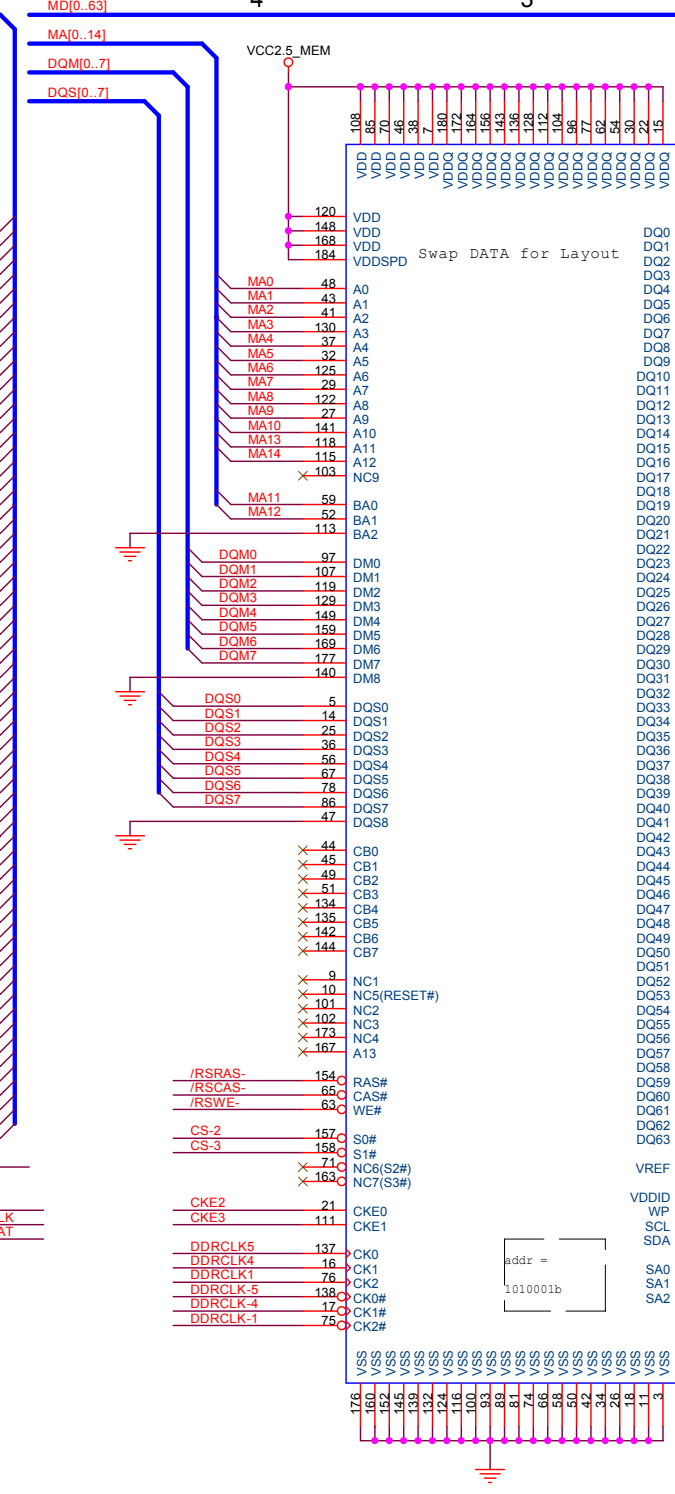 4 5
MD[0..63]
MA[0..14]
DQM[0..7]
DQS[0..7]
VCC2.5_MEM
108 85 70 46 38 7 180 172 164 156 143 136 128 112 104 96 77 62 54 30 22 15
VDD VDD VDD VDD VDD VDD VDDQ VDDQ VDDQ VDDQ VDDQ VDDQ VDDQ VDDQ VDDQ VDDQ VDDQ VDDQ VDDQ VDDQ VDDQ VDDQ
120 VDD
148 VDD DQ0
168 VDD DQ1
184 VDDSPD Swap DATA for Layout DQ2
DQ3
MA0 48 A0 DQ4
MA1 43 A1 DQ5
MA2 41 A2 DQ6
MA3 130 A3 DQ7
MA4 37 A4 DQ8
MA5 32 A5 DQ9
MA6 125 A6 DQ10
MA7 29 A7 DQ11
MA8 122 A8 DQ12
MA9 27 A9 DQ13
MA10 141 A10 DQ14
MA13 118 A11 DQ15
MA14 115 A12 DQ16
103 NC9 DQ17
DQ18
MA11 59 BA0 DQ19
MA12 52 BA1 DQ20
113 BA2 DQ21
DQ22
DQM0 97 DM0 DQ23
DQM1 107 DM1 DQ24
DQM2 119 DM2 DQ25
DQM3 129 DM3 DQ26
DQM4 149 DM4 DQ27
DQM5 159 DM5 DQ28
DQM6 169 DM6 DQ29
DQM7 177 DM7 DQ30
140 DM8 DQ31
DQ32
DQS0 5 DQS0 DQ33
DQS1 14 DQS1 DQ34
DQS2 25 DQS2 DQ35
DQS3 36 DQS3 DQ36
DQS4 56 DQS4 DQ37
DQS5 67 DQS5 DQ38
DQS6 78 DQS6 DQ39
DQS7 86 DQS7 DQ40
47 DQS8 DQ41
DQ42
44 CB0 DQ43
45 CB1 DQ44
49 CB2 DQ45
51 CB3 DQ46
134 CB4 DQ47
135 CB5 DQ48
142 CB6 DQ49
144 CB7 DQ50
DQ51
9 NC1 DQ52
10 NC5(RESET#) DQ53
101 NC2 DQ54
102 NC3 DQ55
173 NC4 DQ56
167 A13 DQ57
DQ58
/RSRAS- 154 RAS# DQ59
/RSCAS- 65 CAS# DQ60
/RSWE- 63 WE# DQ61
DQ62
CS-2 157 S0# DQ63
CS-3 158 S1#
71 NC6(S2#) VREF
163 NC7(S3#)
VDDID
CKE2 21 CKE0 WP
LK CKE3 111 CKE1 SCL
AT SDA
DDRCLK5 137 CK0
DDRCLK4 16 CK1 addr = SA0
DDRCLK1 76 CK2 SA1
DDRCLK-5 138 CK0# 1010001b SA2
DDRCLK-4 17 CK1#
DDRCLK-1 75 CK2#
VSS VSS VSS VSS VSS VSS VSS VSS VSS VSS VSS VSS VSS VSS VSS VSS VSS VSS VSS VSS VSS VSS
176 160 152 145 139 132 124 116 100 93 89 81 74 66 58 50 42 34 26 18 11 3